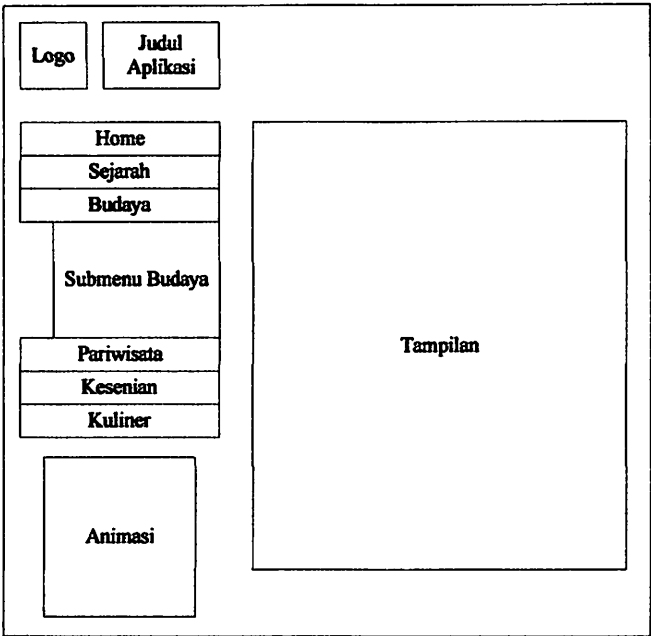 Logo
Judul
Aplikasi
Home
Sejarah
Budaya
Submenu Budaya
Pariwisata
Kesenian
Kuliner
Tampilan
Animasi